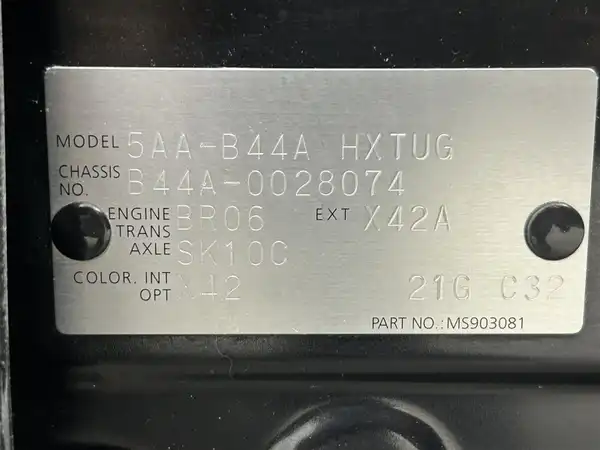 MODEL 5AA-B44A HXTUG
CHASSIS NO. B44A-0028074
ENGINE BR06 EXT X42A
TRANS AXLE SK10C
COLOR. INT OPT X42 21G C32
PART NO.: MS903081